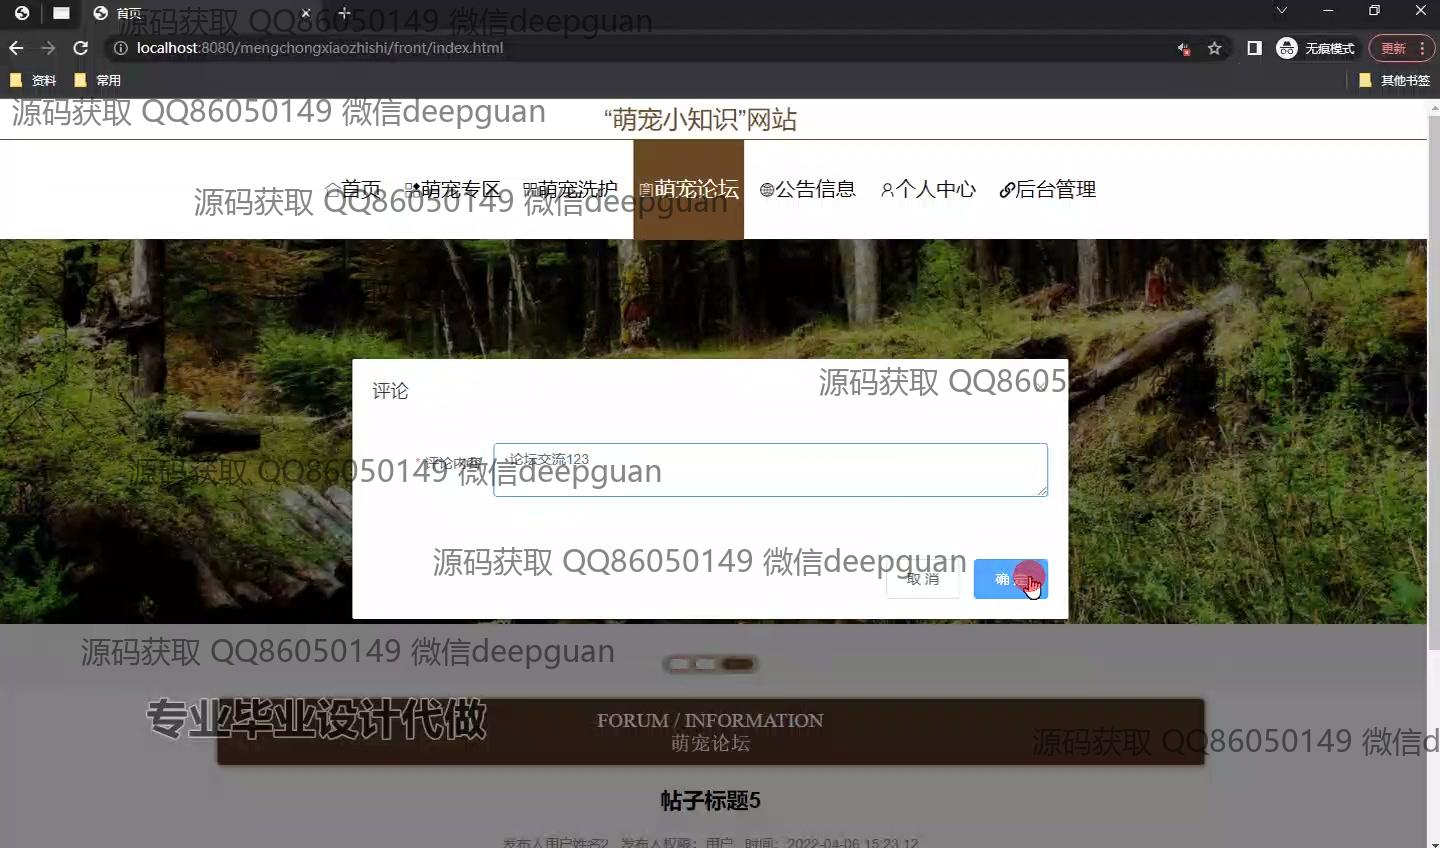 首页
源码获取 QQ86050149 微信deepguan
localhost:8080/mengchongxiaozhishi/front/index.html
无痕模式
更新
资料
常用
其他书签
源码获取 QQ86050149 微信deepguan
“萌宠小知识”网站
首页
萌宠专区
萌宠洗护
萌宠论坛
公告信息
个人中心
后台管理
源码获取 QQ86050149 微信deepguan
评论
源码获取 QQ8605
*评论内容
论坛交流123
源码获取 QQ86050149 微信deepguan
源码获取 QQ86050149 微信deepguan
取消
确定
源码获取 QQ86050149 微信deepguan
专业毕业设计代做
FORUM / INFORMATION
萌宠论坛
源码获取 QQ86050149 微信d
帖子标题5
发布人用户姓名2 发布人权限：用户 时间：2022-04-06 15:23:12